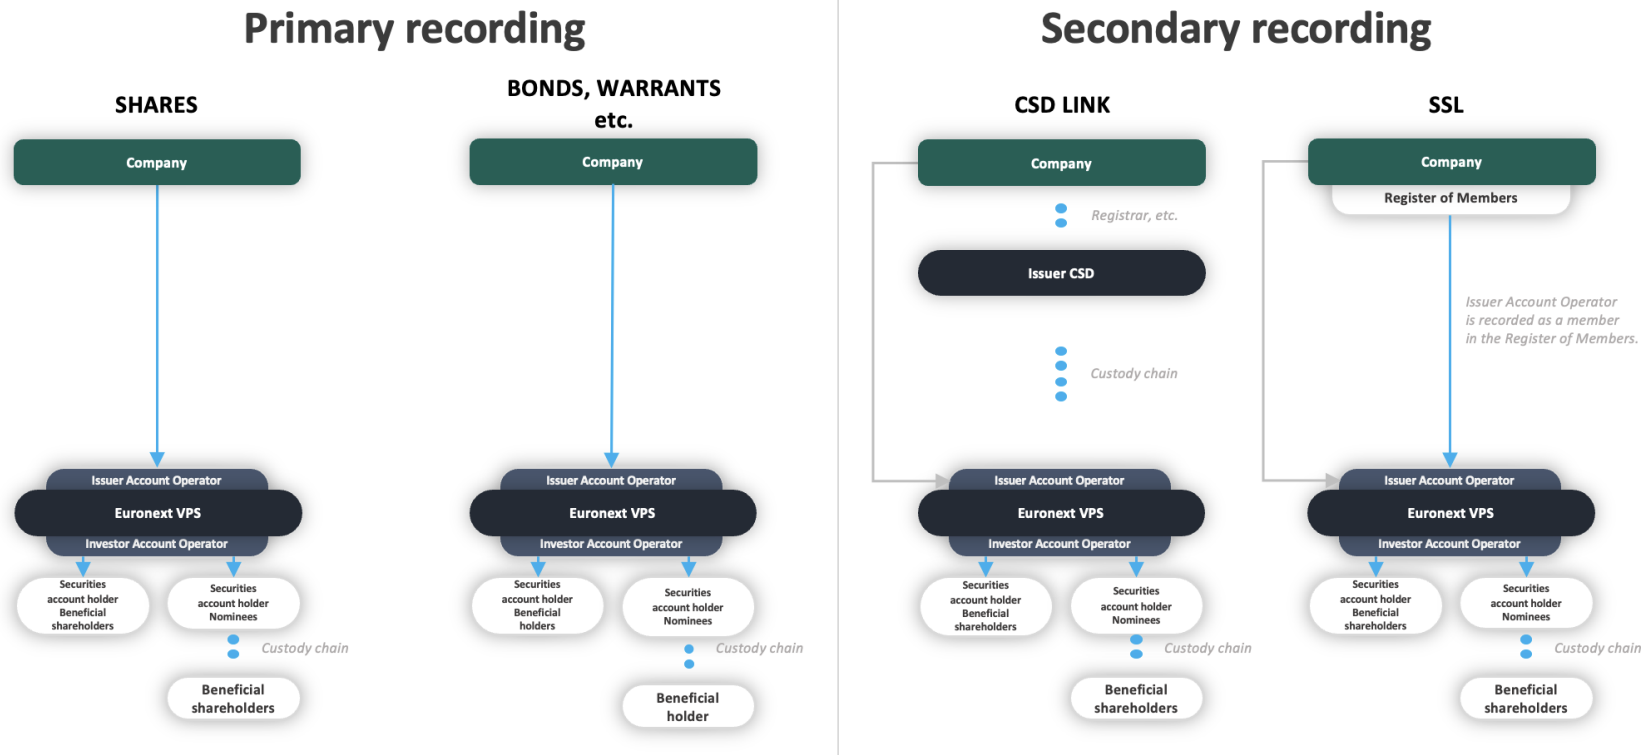 Primary recording
SHARES
Company
Issuer Account Operator
Euronext VPS
Investor Account Operator
Securities
account holder
Beneficial
shareholders
Securities
account holder
Nominees
Custody chain
Beneficial
shareholders
BONDS, WARRANTS
etc.
Company
Issuer Account Operator
Euronext VPS
Investor Account Operator
Securities
account holder
Beneficial
holders
Securities
account holder
Nominees
Custody chain
Beneficial
holder
Secondary recording
CSD LINK
Company
Registrar, etc.
Issuer CSD
Custody chain
Issuer Account Operator
Euronext VPS
Investor Account Operator
Securities
account holder
Beneficial
shareholders
Securities
account holder
Nominees
Custody chain
Beneficial
shareholders
SSL
Company
Register of Members
Issuer Account Operator
is recorded as a member
in the Register of Members.
Issuer Account Operator
Euronext VPS
Investor Account Operator
Securities
account holder
Beneficial
shareholders
Securities
account holder
Nominees
Custody chain
Beneficial
shareholders